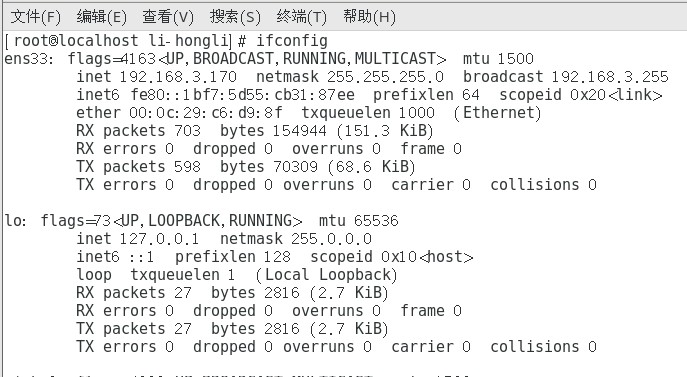 文件(F) 编辑(E) 查看(V) 搜索(S) 终端(T) 帮助(H)
[root@localhost li-hongli]# ifconfig
ens33: flags=4163<UP,BROADCAST,RUNNING,MULTICAST>  mtu 1500
inet 192.168.3.170  netmask 255.255.255.0  broadcast 192.168.3.255
inet6 fe80::1bf7:5d55:cb31:87ee  prefixlen 64  scopeid 0x20<link>
ether 00:0c:29:c6:d9:8f  txqueuelen 1000  (Ethernet)
RX packets 703  bytes 154944 (151.3 KiB)
RX errors 0  dropped 0  overruns 0  frame 0
TX packets 598  bytes 70309 (68.6 KiB)
TX errors 0  dropped 0 overruns 0  carrier 0  collisions 0
lo: flags=73<UP,LOOPBACK,RUNNING>  mtu 65536
inet 127.0.0.1  netmask 255.0.0.0
inet6 ::1  prefixlen 128  scopeid 0x10<host>
loop  txqueuelen 1  (Local Loopback)
RX packets 27  bytes 2816 (2.7 KiB)
RX errors 0  dropped 0  overruns 0  frame 0
TX packets 27  bytes 2816 (2.7 KiB)
TX errors 0  dropped 0 overruns 0  carrier 0  collisions 0